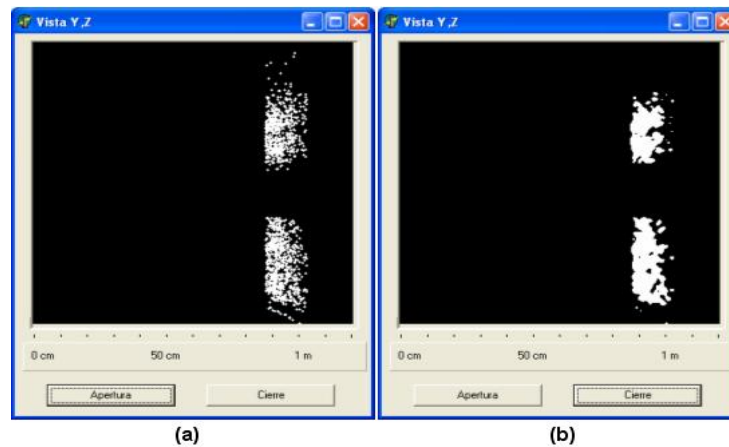 Vista Y,Z
0 cm 50 cm 1 m
Apertura Cierre
(a)
Vista Y,Z
0 cm 50 cm 1 m
Apertura Cierre
(b)